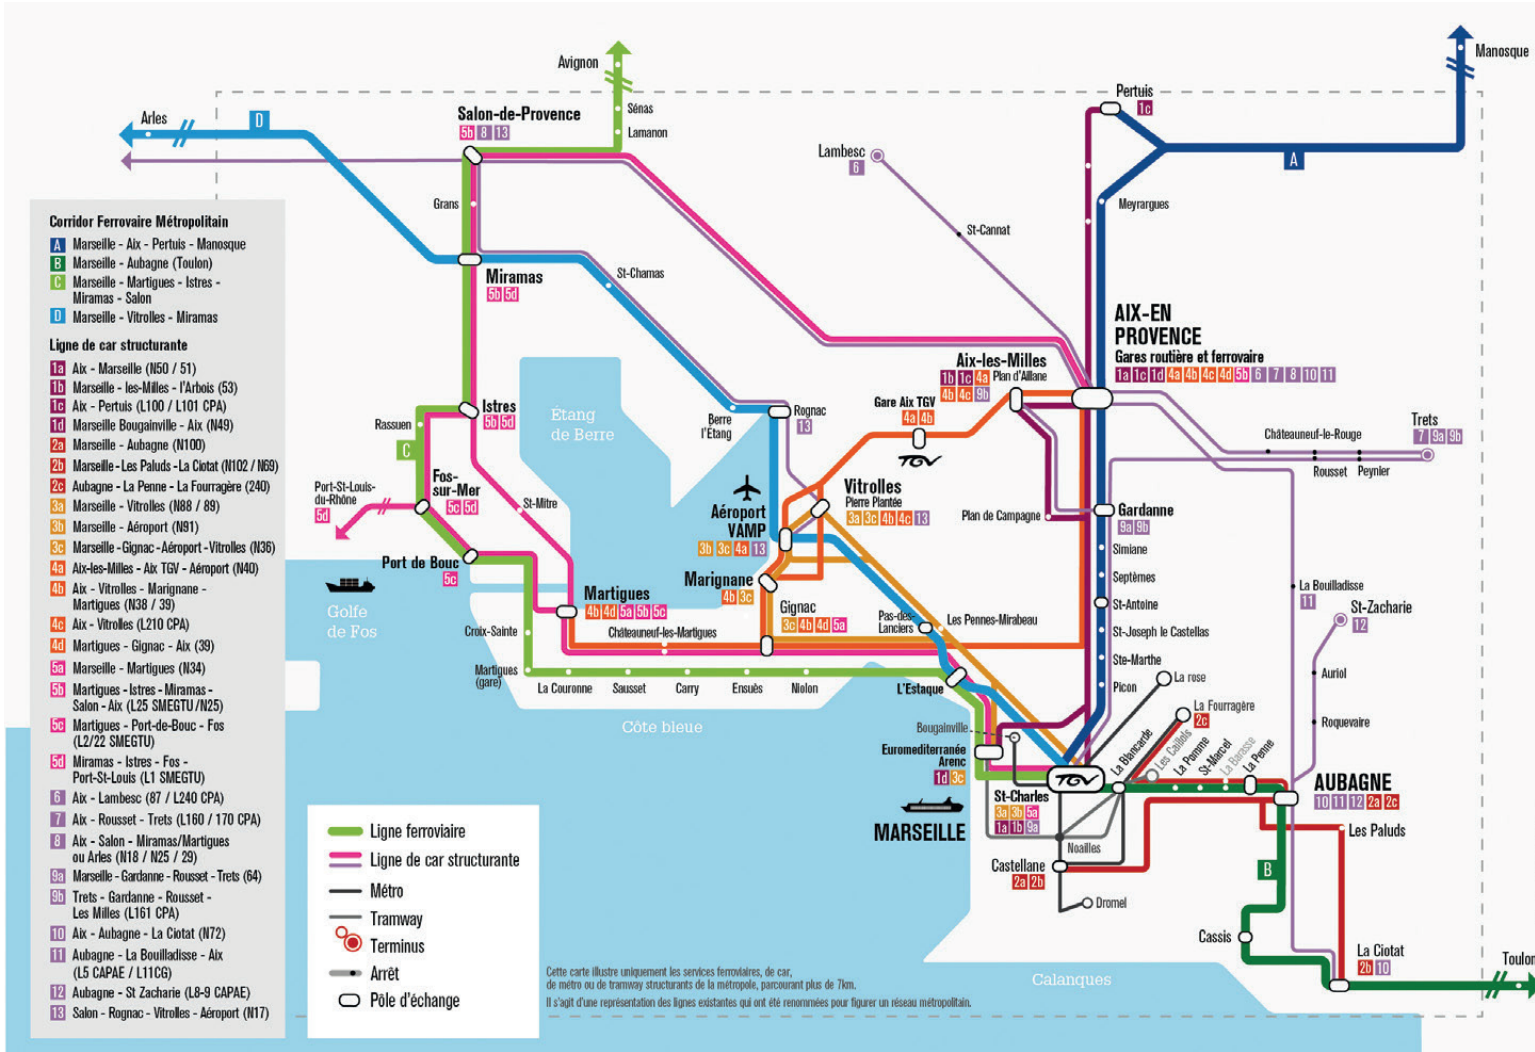 Avignon
Manosque
Arles
D
Sénas
Lamanon
Salon-de-Provence
5b 8 13
Pertuis
1c
A
Lambesc
6
St-Cannat
Meyrargues
Grans
Miramas
5b 5d
St-Chamas
Corridor Ferrovaire Métropolitain
A Marseille - Aix - Pertuis - Manosque
B Marseille - Aubagne (Toulon)
C Marseille - Martigues - Istres -
Miramas - Salon
D Marseille - Vitrolles - Miramas
Ligne de car structurante
1a Aix - Marseille (N50 / 51)
1b Marseille - les-Milles - l'Arbois (53)
1c Aix - Pertuis (L100 / L101 CPA)
1d Marseille Bougainville - Aix (N49)
2a Marseille - Aubagne (N100)
2b Marseille - Les Paluds - La Ciotat (N102 / N69)
2c Aubagne - La Penne - La Fourragère (240)
3a Marseille - Vitrolles (N88 / 89)
3b Marseille - Aéroport (N91)
3c Marseille - Gignac - Aéroport - Vitrolles (N36)
4a Aix-les-Milles - Aix TGV - Aéroport (N40)
4b Aix - Vitrolles - Marignane -
Martigues (N38 / 39)
4c Aix - Vitrolles (L210 CPA)
4d Martigues - Gignac - Aix (39)
5a Marseille - Martigues (N34)
5b Martigues - Istres - Miramas -
Salon - Aix (L25 SMEGTU /N25)
5c Martigues - Port-de-Bouc - Fos
(L2/22 SMEGTU)
5d Miramas - Istres - Fos -
Port-St-Louis (L1 SMEGTU)
6 Aix - Lambesc (87 / L240 CPA)
7 Aix - Rousset - Trets (L160 / 170 CPA)
8 Aix - Salon - Miramas/Martigues
ou Arles (N18 / N25 / 29)
9a Marseille - Gardanne - Rousset - Trets (64)
9b Trets - Gardanne - Rousset -
Les Milles (L161 CPA)
10 Aix - Aubagne - La Ciotat (N72)
11 Aubagne - La Bouilladisse - Aix
(L5 CAPAE / L11CG)
12 Aubagne - St Zacharie (L8-9 CAPAE)
13 Salon - Rognac - Vitrolles - Aéroport (N17)
AIX-EN
PROVENCE
Gares routière et ferrovaire
1a 1c 1d 4a 4b 4c 4d 5b 6 7 8 10 11
Aix-les-Milles
1b 1c 4a Plan d'Aillane
4b 4c 9b
Gare Aix TGV
4a 4b
TGV
Istres
5b 5d
Rassuen
C
Étang
de Berre
Berre
l'Étang
Rognac
13
Trets
7 9a 9b
Châteauneuf-le-Rouge
Rousset
Peynier
Fos-
sur-Mer
5c 5d
Port-St-Louis-
du-Rhône
5d
St-Mitre
Aéroport
VAMP
3b 3c 4a 13
Vitrolles
Pierre Plantée
3a 3c 4b 4c 13
Plan de Campagne
Gardanne
9a 9b
Simiane
Septèmes
St-Antoine
St-Joseph le Castellas
Ste-Marthe
Picon
Port de Bouc
5c
Golfe
de Fos
Martigues
4b 4d 5a 5b 5c
Marignane
4b 3c
Gignac
3c 4b 4d 5a
Pas-des-
Lanciers
Les Pennes-Mirabeau
La Bouilladisse
11
St-Zacharie
12
Auriol
Roquevaire
Croix-Sainte
Châteauneuf-les-Martigues
Martigues
(gare)
La Couronne
Sausset
Carry
Ensuès
Niolon
L'Estaque
Côte bleue
La rose
La Fourragère
2c
Bougainville
Euromediterranée
Arenc
1d 3c
TGV
La Blancarde
Les Caillols
La Pomme
St-Marcel
La Barasse
La Penne
AUBAGNE
10 11 12 2a 2c
St-Charles
3a 3b 5a
1a 1b 9a
MARSEILLE
Noailles
Les Paluds
Castellane
2a 2b
Dromel
B
Cassis
La Ciotat
2b 10
Toulon
Calanques
Ligne ferroviaire
Ligne de car structurante
Métro
Tramway
Terminus
Arrêt
Pôle d'échange
Cette carte illustre uniquement les services ferroviaires, de car,
de métro ou de tramway structurants de la métropole, parcourant plus de 7km.
Il s'agit d'une représentation des lignes existantes qui ont été renommées pour figurer un réseau métropolitain.